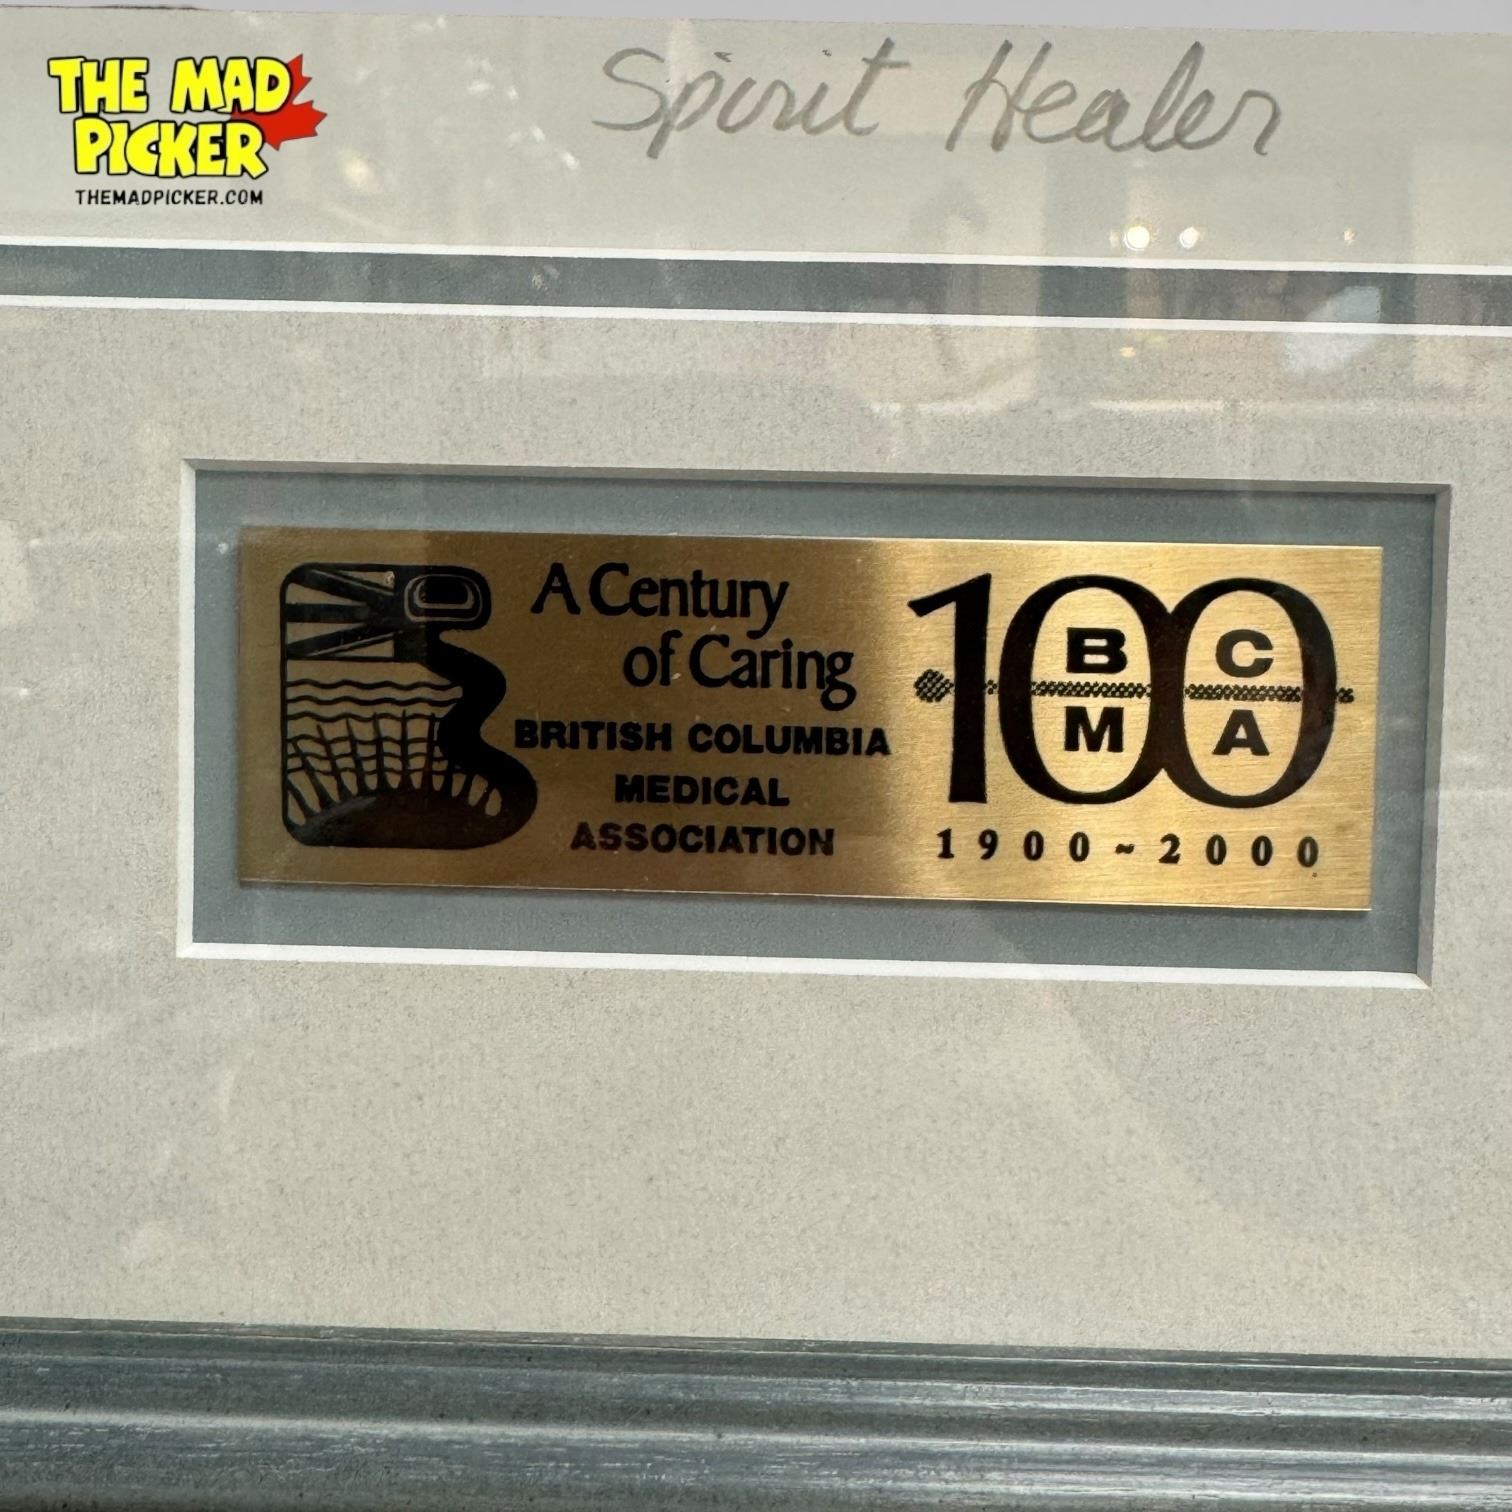 THE MAD
PICKER
THEMADPICKER.COM
Spirit Healer
A Century
of Caring
BRITISH COLUMBIA
MEDICAL
ASSOCIATION
100
B C
M A
1900~2000